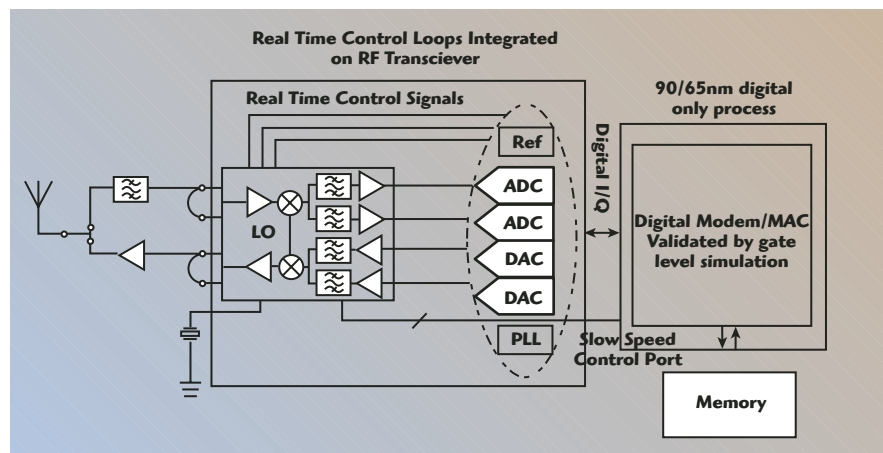 Real Time Control Loops Integrated
on RF Transciever
Real Time Control Signals
90/65nm digital
only process
Ref
Digital I/Q
ADC
ADC
LO
DAC
DAC
Digital Modem/MAC
Validated by gate
level simulation
PLL
Slow Speed
Control Port
Memory